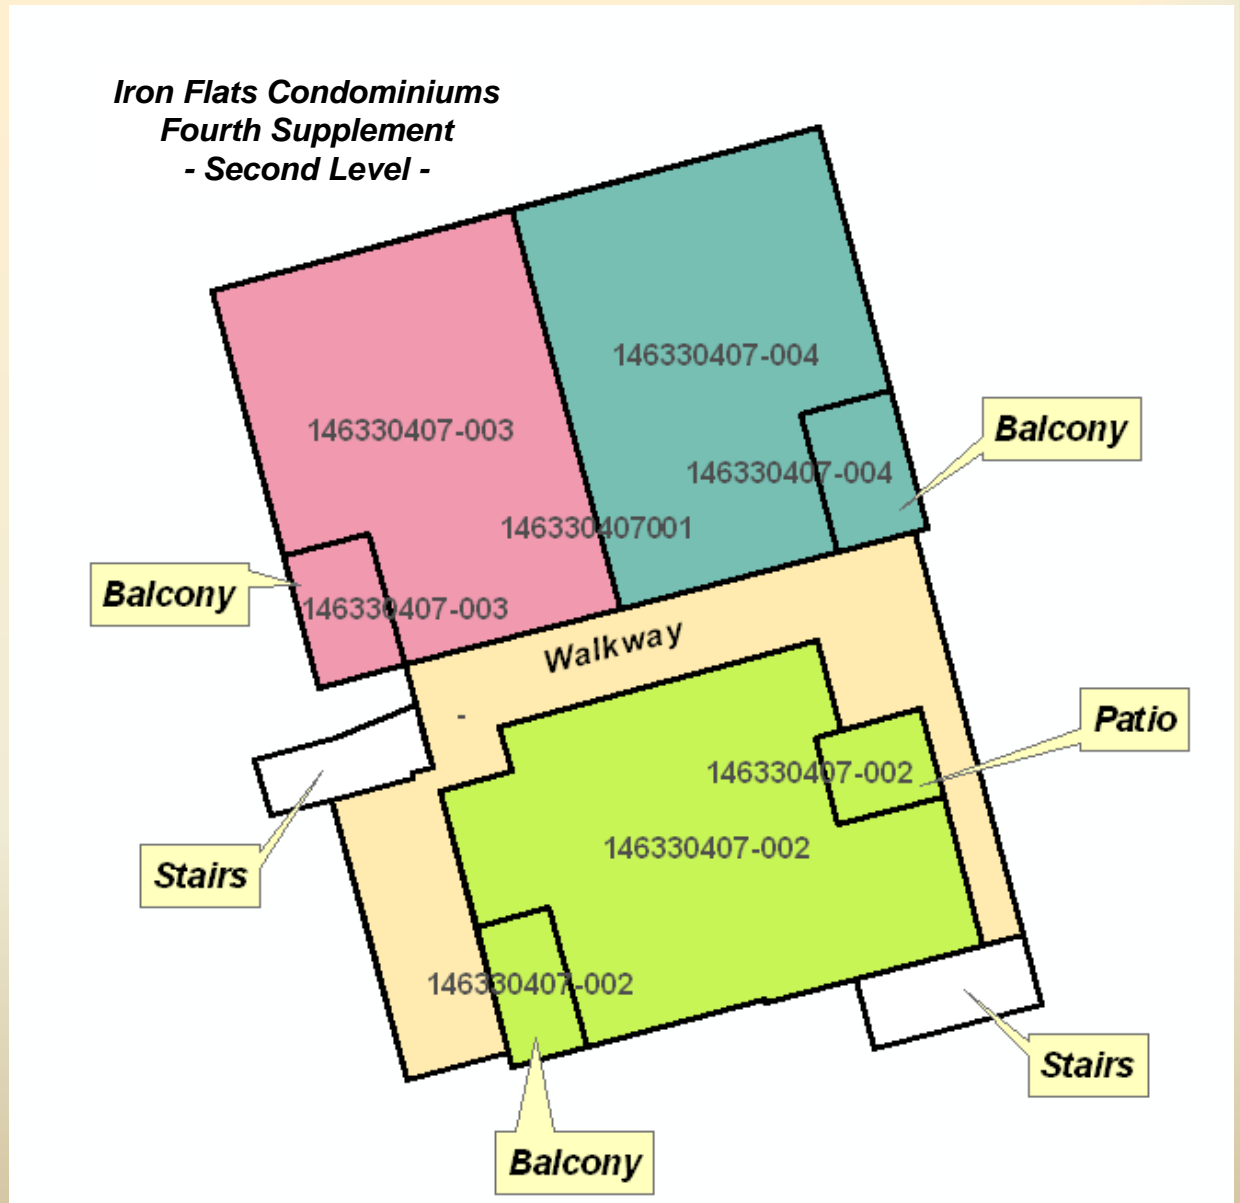 Iron Flats Condominiums
Fourth Supplement
- Second Level -
146330407-004
146330407-003
Balcony
146330407-004
146330407001
Balcony
146330407-003
Walkway
-
Patio
146330407-002
146330407-002
Stairs
146330407-002
Stairs
Balcony